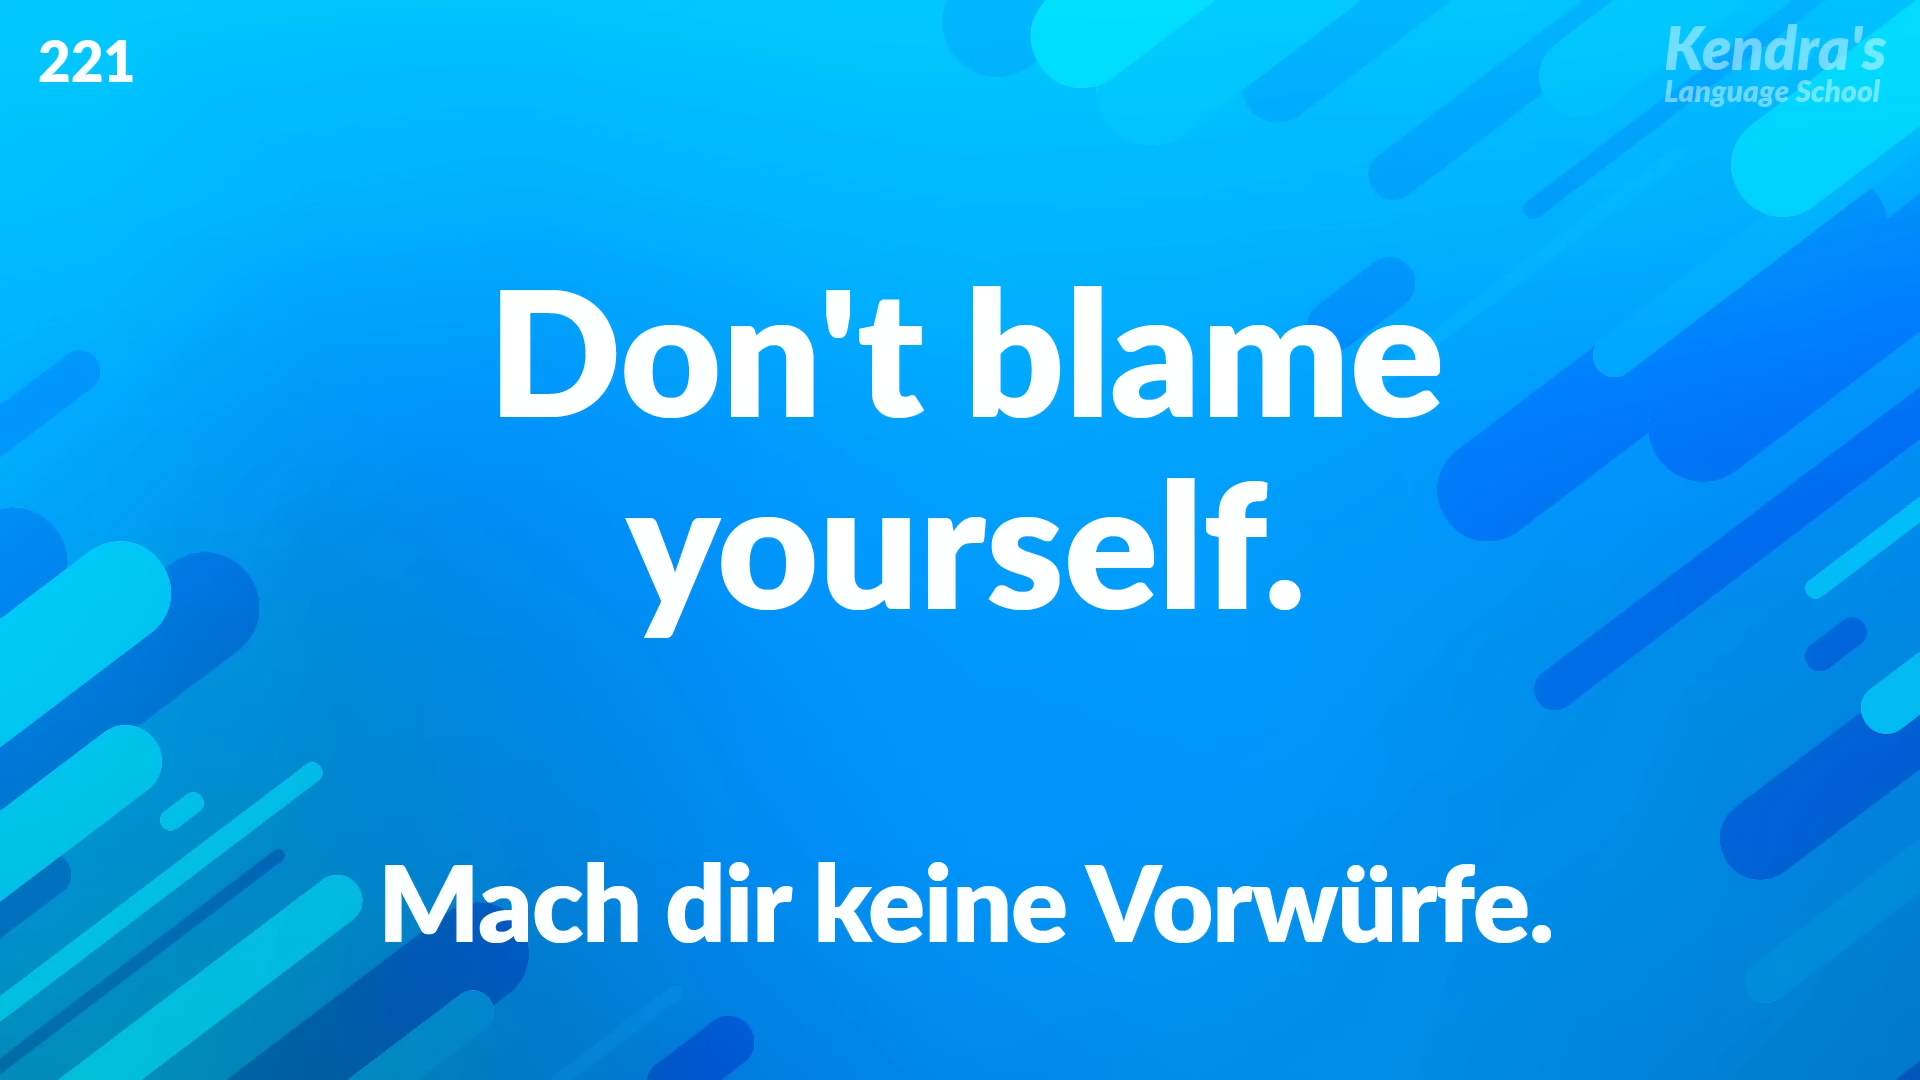 221
Kendra's
Language School
Don't blame
yourself.
Mach dir keine Vorwürfe.